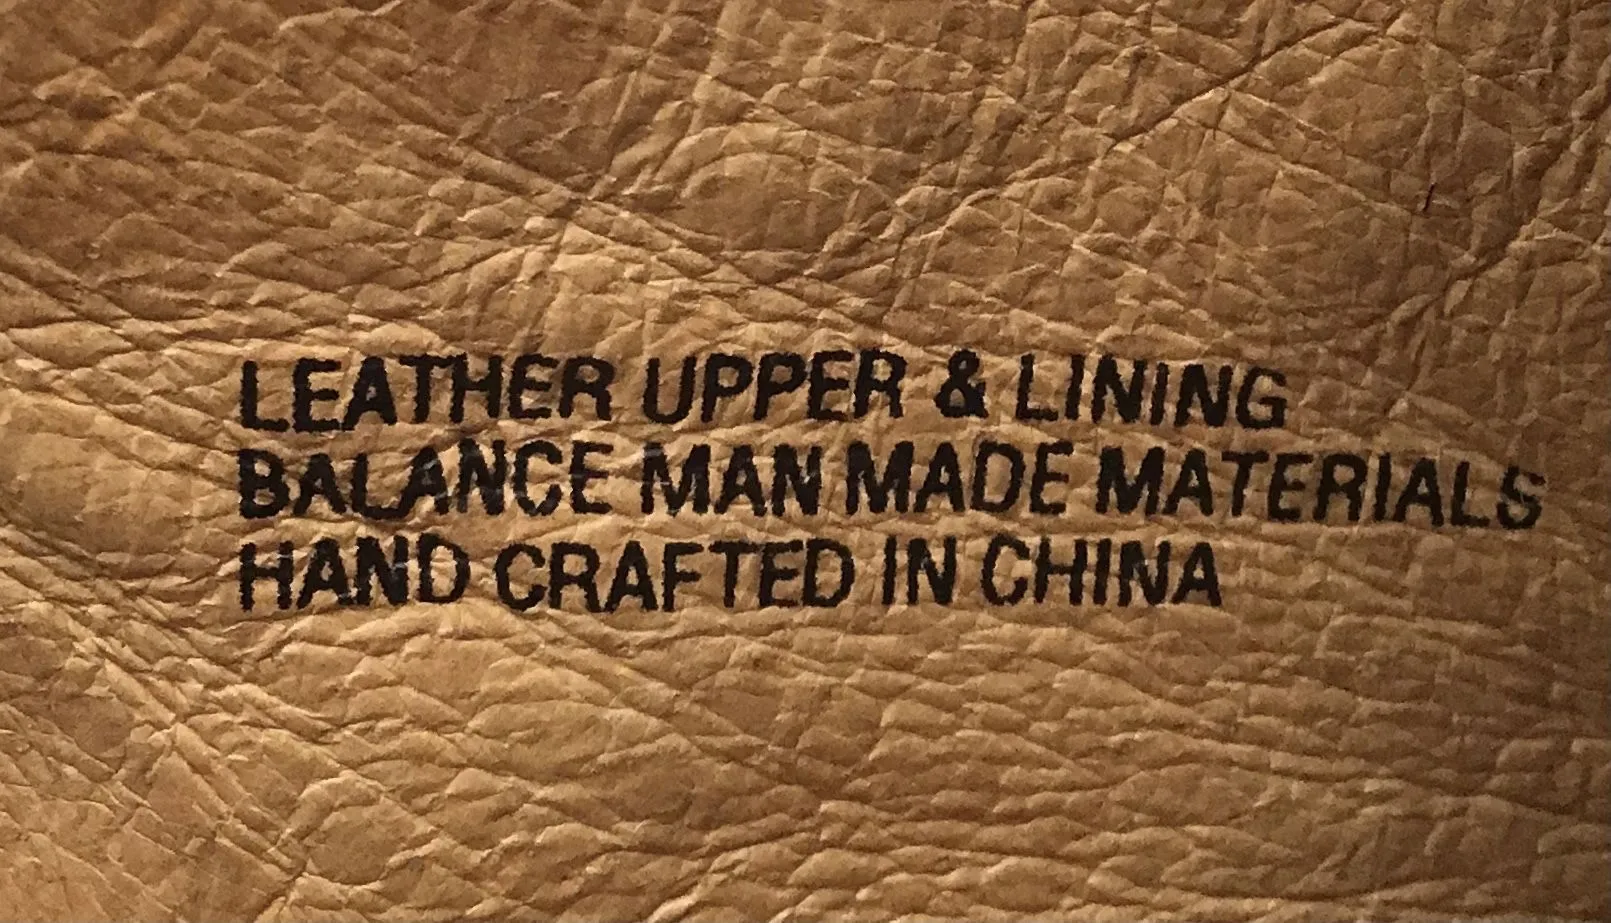 LEATHER UPPER & LINING
BALANCE MAN MADE MATERIALS
HAND CRAFTED IN CHINA